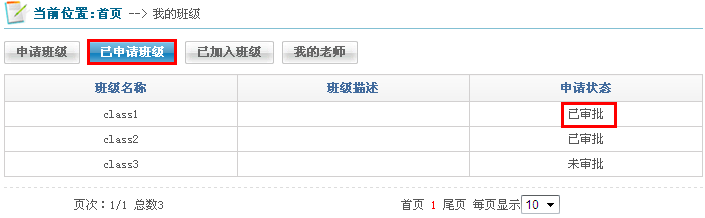 当前位置:首页 --> 我的班级
申请班级 已申请班级 已加入班级 我的老师
班级名称 班级描述 申请状态
class1 已审批
class2 已审批
class3 未审批
页次：1/1 总数3 首页 1 尾页 每页显示 10